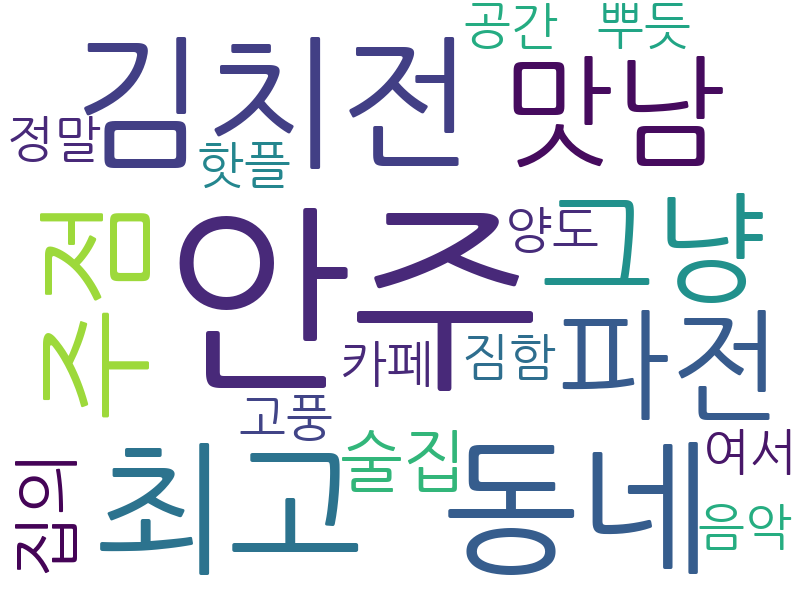 공간
뿌듯
김치전
맛남
정말
핫플
주점
안주
양도
그냥
카페
짐함
파전
고풍
최고
술집
동네
여서
집의
음악